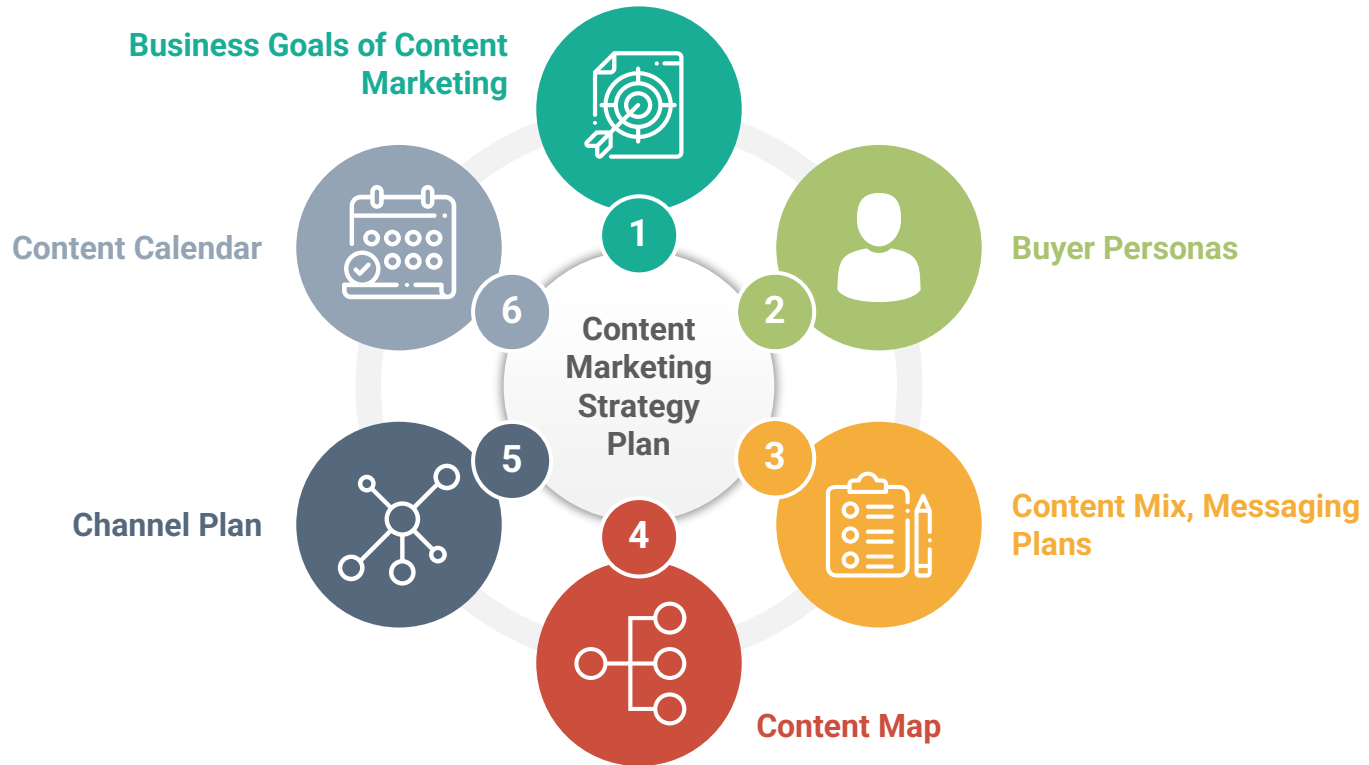 Business Goals of Content
Marketing
1
Buyer Personas
2
Content Mix, Messaging
Plans
3
Content Map
4
Channel Plan
5
Content Calendar
6
Content
Marketing
Strategy
Plan